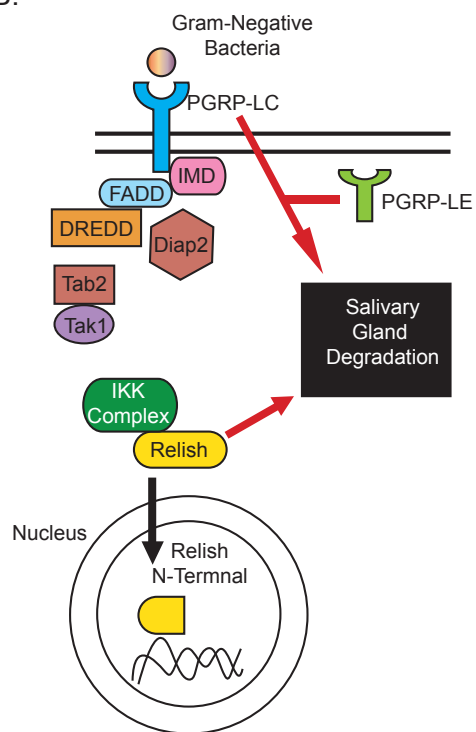 Gram-Negative
Bacteria
PGRP-LC
IMD
FADD
PGRP-LE
DREDD
Diap2
Tab2
Tak1
Salivary
Gland
Degradation
IKK
Complex
Relish
Nucleus
Relish
N-Termnal